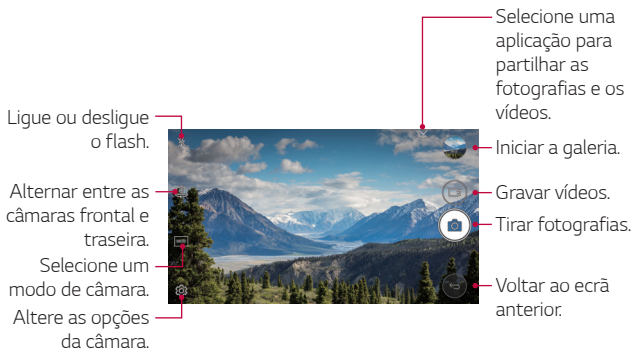 Selecione uma
aplicação para
partilhar as
fotografias e os
vídeos.
Ligue ou desligue
o flash.
Iniciar a galeria.
Alternar entre as
câmaras frontal e
traseira.
Gravar vídeos.
Tirar fotografias.
Selecione um
modo de câmara.
Voltar ao ecrã
anterior.
Altere as opções
da câmara.